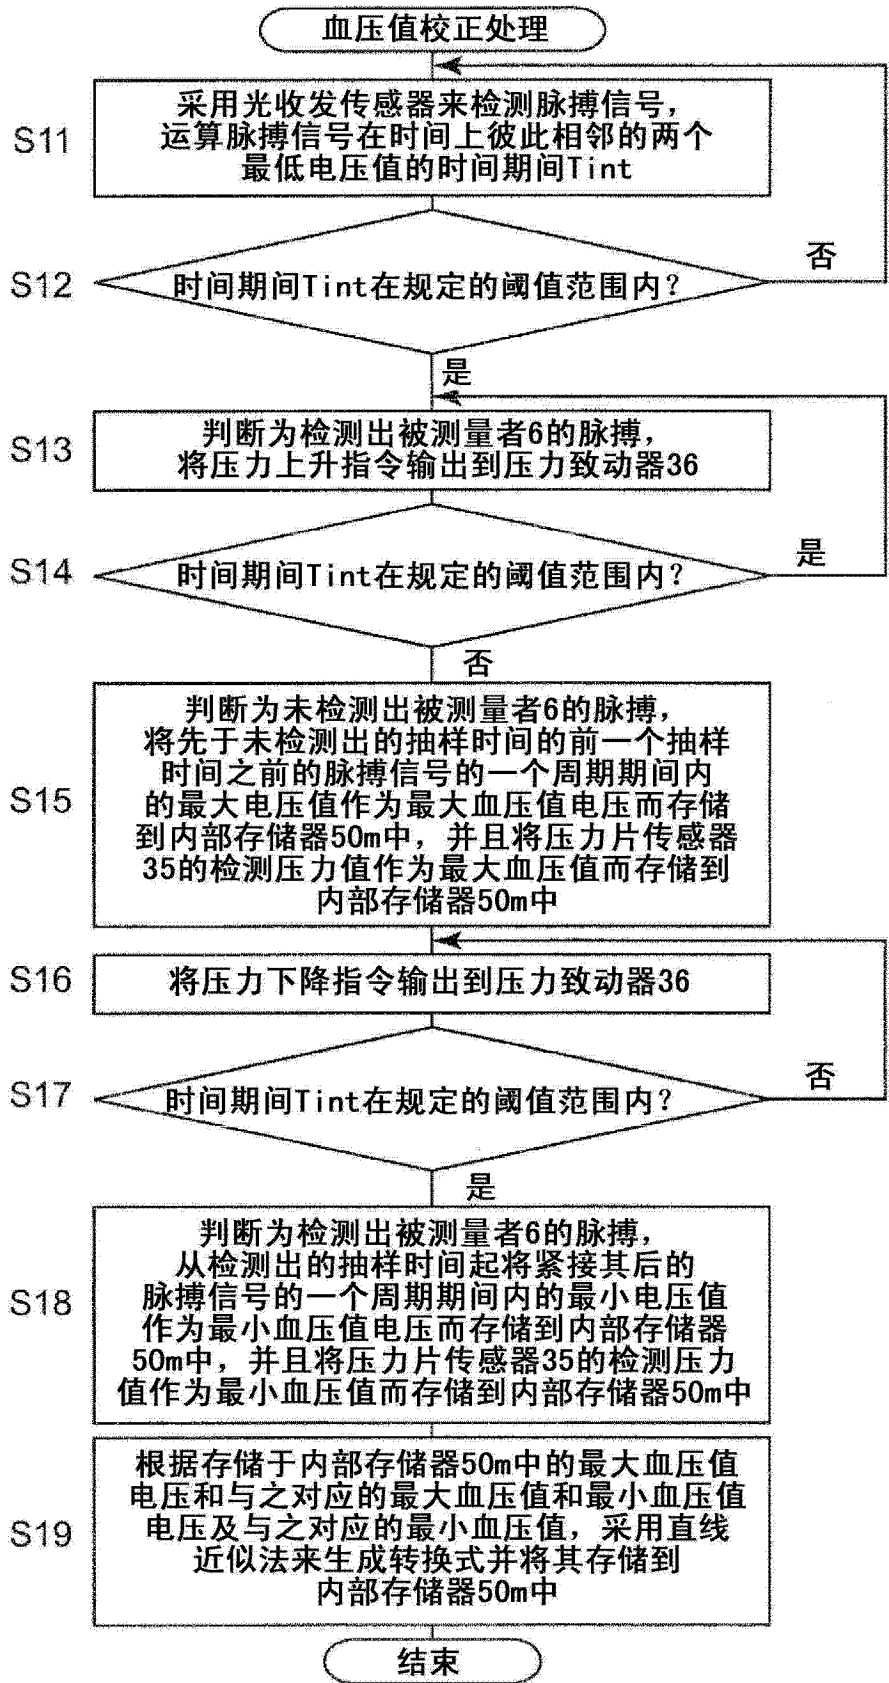 血压值校正处理
S11
采用光收发传感器来检测脉搏信号，
运算脉搏信号在时间上彼此相邻的两个
最低电压值的时间期间Tint
S12
时间期间Tint在规定的阈值范围内？
否
是
S13
判断为检测出被测量者6的脉搏，
将压力上升指令输出到压力致动器36
S14
时间期间Tint在规定的阈值范围内？
是
否
S15
判断为未检测出被测量者6的脉搏，
将先于未检测出的抽样时间的前一个抽样
时间之前的脉搏信号的一个周期期间内
的最大电压值作为最大血压值电压而存储
到内部存储器50m中，并且将压力片传感器
35的检测压力值作为最大血压值而存储到
内部存储器50m中
S16
将压力下降指令输出到压力致动器36
S17
时间期间Tint在规定的阈值范围内？
否
是
S18
判断为检测出被测量者6的脉搏，
从检测出的抽样时间起将紧接其后的
脉搏信号的一个周期期间内的最小电压值
作为最小血压值电压而存储到内部存储器
50m中，并且将压力片传感器35的检测压力
值作为最小血压值而存储到内部存储器50m中
S19
根据存储于内部存储器50m中的最大血压值
电压和与之对应的最大血压值和最小血压值
电压及与之对应的最小血压值，采用直线
近似法来生成转换式并将其存储到
内部存储器50m中
结束